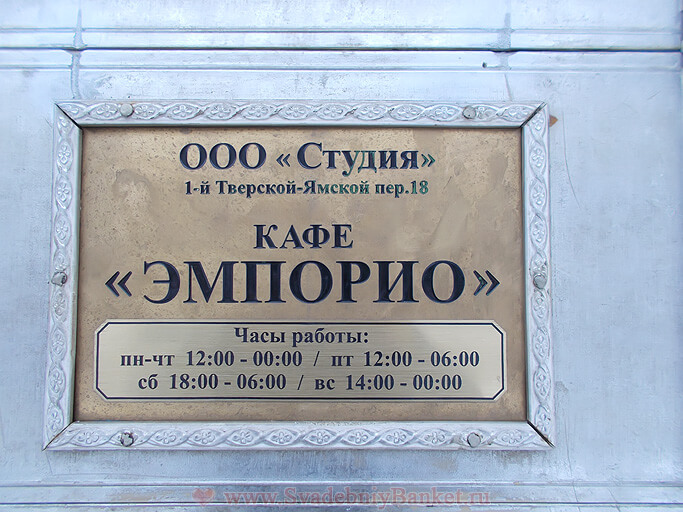 ООО «Студия»
1-й Тверской-Ямской пер.18
КАФЕ
«ЭМПОРИО»
Часы работы:
пн-чт 12:00 - 00:00 / пт 12:00 - 06:00
сб 18:00 - 06:00 / вс 14:00 - 00:00
www.SvadebniyBanket.ru